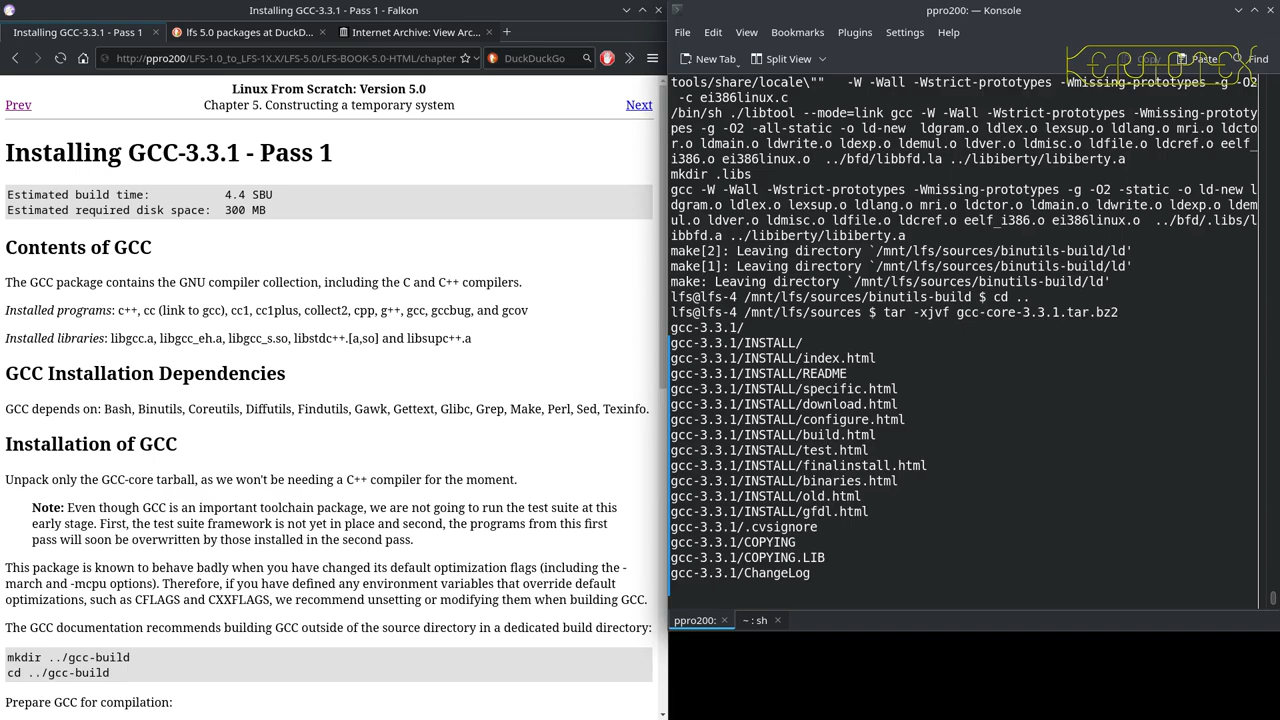 Installing GCC-3.3.1 - Pass 1 — Falkon
Installing GCC-3.3.1 - Pass 1
lfs 5.0 packages at DuckD...
Internet Archive: View Arc...
http://ppro200/LFS-1.0_to_LFS-1X.X/LFS-5.0/LFS-BOOK-5.0-HTML/chapter
DuckDuckGo
Linux From Scratch: Version 5.0
Prev Chapter 5. Constructing a temporary system Next
Installing GCC-3.3.1 - Pass 1
Estimated build time: 4.4 SBU
Estimated required disk space: 300 MB
Contents of GCC
The GCC package contains the GNU compiler collection, including the C and C++ compilers.
Installed programs: c++, cc (link to gcc), cc1, cc1plus, collect2, cpp, g++, gcc, gccbug, and gcov
Installed libraries: libgcc.a, libgcc_eh.a, libgcc_s.so, libstdc++.[a,so] and libsupc++.a
GCC Installation Dependencies
GCC depends on: Bash, Binutils, Coreutils, Diffutils, Findutils, Gawk, Gettext, Glibc, Grep, Make, Perl, Sed, Texinfo.
Installation of GCC
Unpack only the GCC-core tarball, as we won't be needing a C++ compiler for the moment.
Note: Even though GCC is an important toolchain package, we are not going to run the test suite at this
early stage. First, the test suite framework is not yet in place and second, the programs from this first
pass will soon be overwritten by those installed in the second pass.
This package is known to behave badly when you have changed its default optimization flags (including the -
march and -mcpu options). Therefore, if you have defined any environment variables that override default
optimizations, such as CFLAGS and CXXFLAGS, we recommend unsetting or modifying them when building GCC.
The GCC documentation recommends building GCC outside of the source directory in a dedicated build directory:
mkdir ../gcc-build
cd ../gcc-build
Prepare GCC for compilation:
ppro200: — Konsole
File Edit View Bookmarks Plugins Settings Help
New Tab Split View Copy Paste Find
tools/share/locale\"" -W -Wall -Wstrict-prototypes -Wmissing-prototypes -g -O2
-c ei386linux.c
/bin/sh ./libtool --mode=link gcc -W -Wall -Wstrict-prototypes -Wmissing-prototy
pes -g -O2 -all-static -o ld-new ldgram.o ldlex.o lexsup.o ldlang.o mri.o ldcto
r.o ldmain.o ldwrite.o ldexp.o ldemul.o ldver.o ldmisc.o ldfile.o ldcref.o eelf_
i386.o ei386linux.o ../bfd/libbfd.la ../libiberty/libiberty.a
mkdir .libs
gcc -W -Wall -Wstrict-prototypes -Wmissing-prototypes -g -O2 -static -o ld-new l
dgram.o ldlex.o lexsup.o ldlang.o mri.o ldctor.o ldmain.o ldwrite.o ldexp.o ldem
ul.o ldver.o ldmisc.o ldfile.o ldcref.o eelf_i386.o ei386linux.o ../bfd/.libs/l
ibbfd.a ../libiberty/libiberty.a
make[2]: Leaving directory `/mnt/lfs/sources/binutils-build/ld'
make[1]: Leaving directory `/mnt/lfs/sources/binutils-build/ld'
make: Leaving directory `/mnt/lfs/sources/binutils-build/ld'
lfs@lfs-4 /mnt/lfs/sources/binutils-build $ cd ..
lfs@lfs-4 /mnt/lfs/sources $ tar -xjvf gcc-core-3.3.1.tar.bz2
gcc-3.3.1/
gcc-3.3.1/INSTALL/
gcc-3.3.1/INSTALL/index.html
gcc-3.3.1/INSTALL/README
gcc-3.3.1/INSTALL/specific.html
gcc-3.3.1/INSTALL/download.html
gcc-3.3.1/INSTALL/configure.html
gcc-3.3.1/INSTALL/build.html
gcc-3.3.1/INSTALL/test.html
gcc-3.3.1/INSTALL/finalinstall.html
gcc-3.3.1/INSTALL/binaries.html
gcc-3.3.1/INSTALL/old.html
gcc-3.3.1/INSTALL/gfdl.html
gcc-3.3.1/.cvsignore
gcc-3.3.1/COPYING
gcc-3.3.1/COPYING.LIB
gcc-3.3.1/ChangeLog
ppro200:
~ : sh